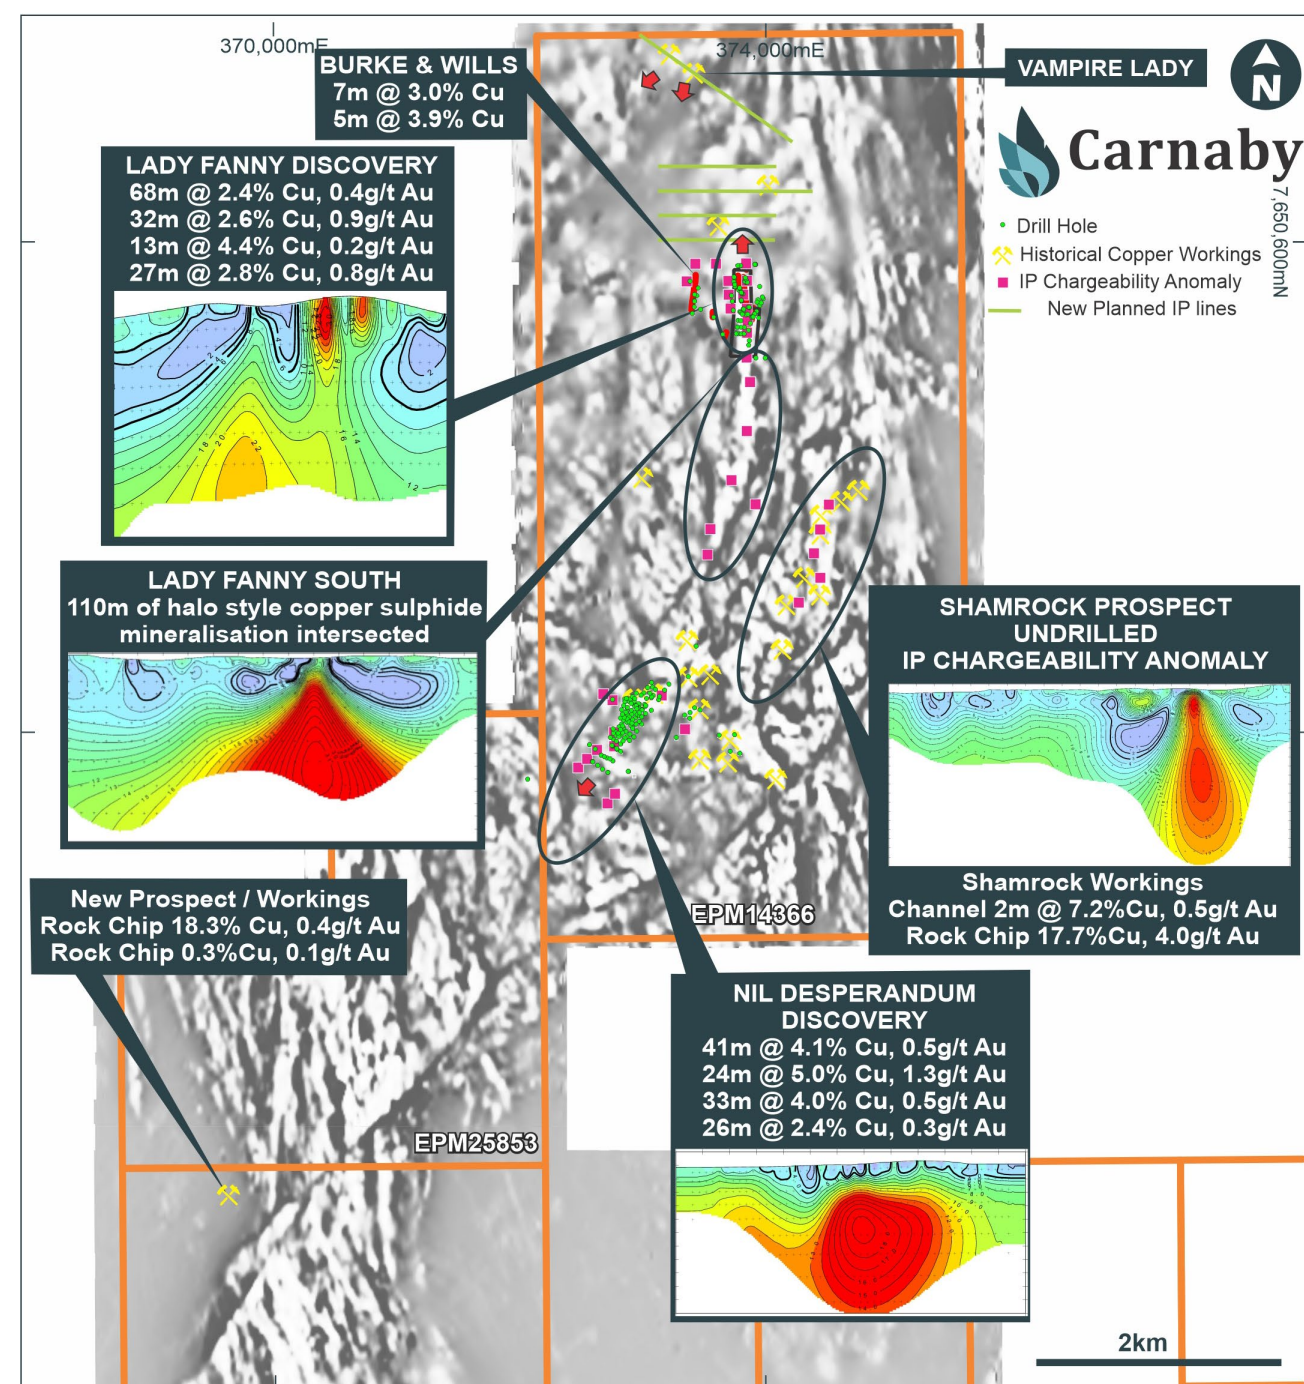 370,000mE
374,000mE
BURKE & WILLS
7m @ 3.0% Cu
5m @ 3.9% Cu
VAMPIRE LADY
N
Carnaby
7,650,600mN
LADY FANNY DISCOVERY
68m @ 2.4% Cu, 0.4g/t Au
32m @ 2.6% Cu, 0.9g/t Au
13m @ 4.4% Cu, 0.2g/t Au
27m @ 2.8% Cu, 0.8g/t Au
Drill Hole
Historical Copper Workings
IP Chargeability Anomaly
New Planned IP lines
LADY FANNY SOUTH
110m of halo style copper sulphide
mineralisation intersected
SHAMROCK PROSPECT
UNDRILLED
IP CHARGEABILITY ANOMALY
Shamrock Workings
Channel 2m @ 7.2%Cu, 0.5g/t Au
Rock Chip 17.7%Cu, 4.0g/t Au
New Prospect / Workings
Rock Chip 18.3% Cu, 0.4g/t Au
Rock Chip 0.3%Cu, 0.1g/t Au
EPM14366
NIL DESPERANDUM
DISCOVERY
41m @ 4.1% Cu, 0.5g/t Au
24m @ 5.0% Cu, 1.3g/t Au
33m @ 4.0% Cu, 0.5g/t Au
26m @ 2.4% Cu, 0.3g/t Au
EPM25853
2km